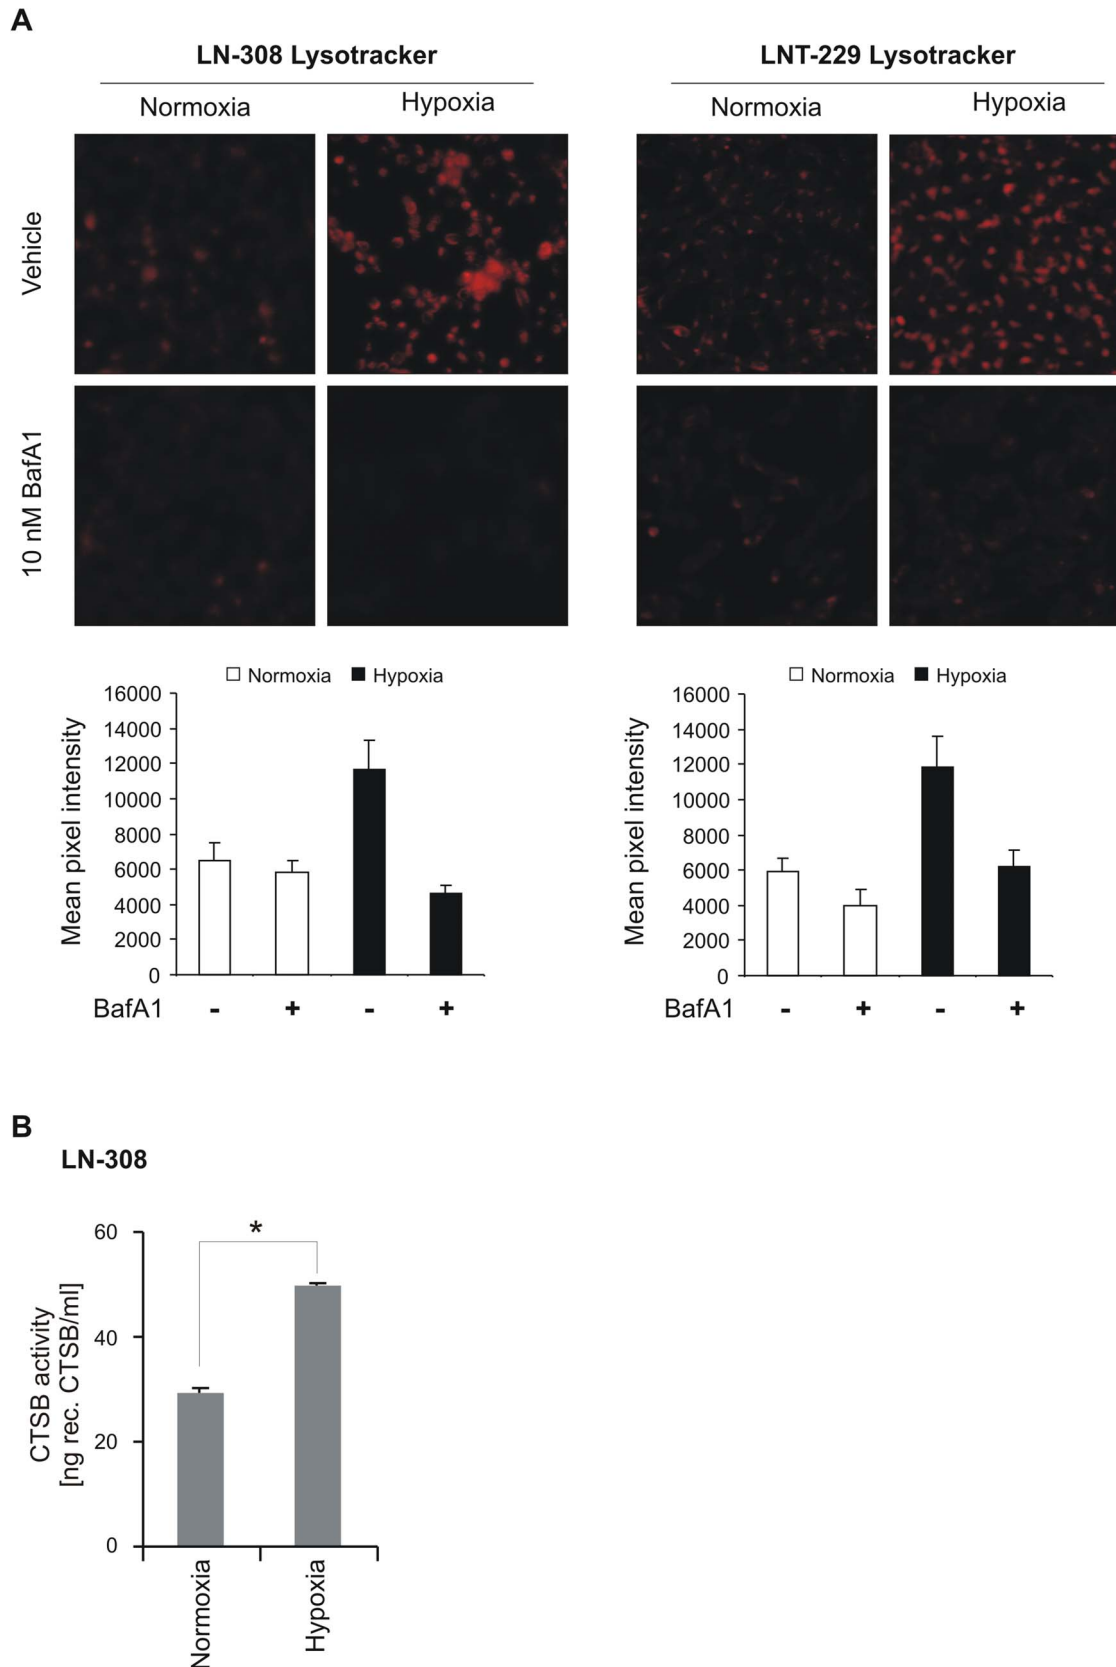 A
LN-308 Lysotracker
LNT-229 Lysotracker
Normoxia
Hypoxia
Normoxia
Hypoxia
Vehicle
10 nM BafA1
Normoxia
Hypoxia
Mean pixel intensity
16000
14000
12000
10000
8000
6000
4000
2000
0
BafA1
-
+
-
+
Normoxia
Hypoxia
Mean pixel intensity
16000
14000
12000
10000
8000
6000
4000
2000
0
BafA1
-
+
-
+
B
LN-308
*
CTSB activity
[ng rec. CTSB/ml]
60
40
20
0
Normoxia
Hypoxia